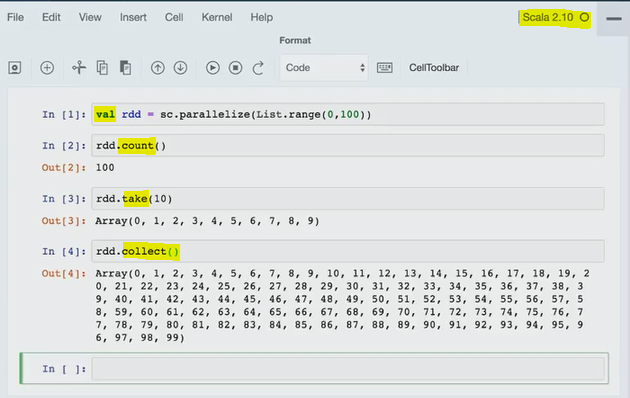 File Edit View Insert Cell Kernel Help Scala 2.10
Format
Code CellToolbar
In [1]: val rdd = sc.parallelize(List.range(0,100))
In [2]: rdd.count()
Out[2]: 100
In [3]: rdd.take(10)
Out[3]: Array(0, 1, 2, 3, 4, 5, 6, 7, 8, 9)
In [4]: rdd.collect()
Out[4]: Array(0, 1, 2, 3, 4, 5, 6, 7, 8, 9, 10, 11, 12, 13, 14, 15, 16, 17, 18, 19, 2
0, 21, 22, 23, 24, 25, 26, 27, 28, 29, 30, 31, 32, 33, 34, 35, 36, 37, 38, 3
9, 40, 41, 42, 43, 44, 45, 46, 47, 48, 49, 50, 51, 52, 53, 54, 55, 56, 57, 5
8, 59, 60, 61, 62, 63, 64, 65, 66, 67, 68, 69, 70, 71, 72, 73, 74, 75, 76, 7
7, 78, 79, 80, 81, 82, 83, 84, 85, 86, 87, 88, 89, 90, 91, 92, 93, 94, 95, 9
6, 97, 98, 99)
In [ ]: